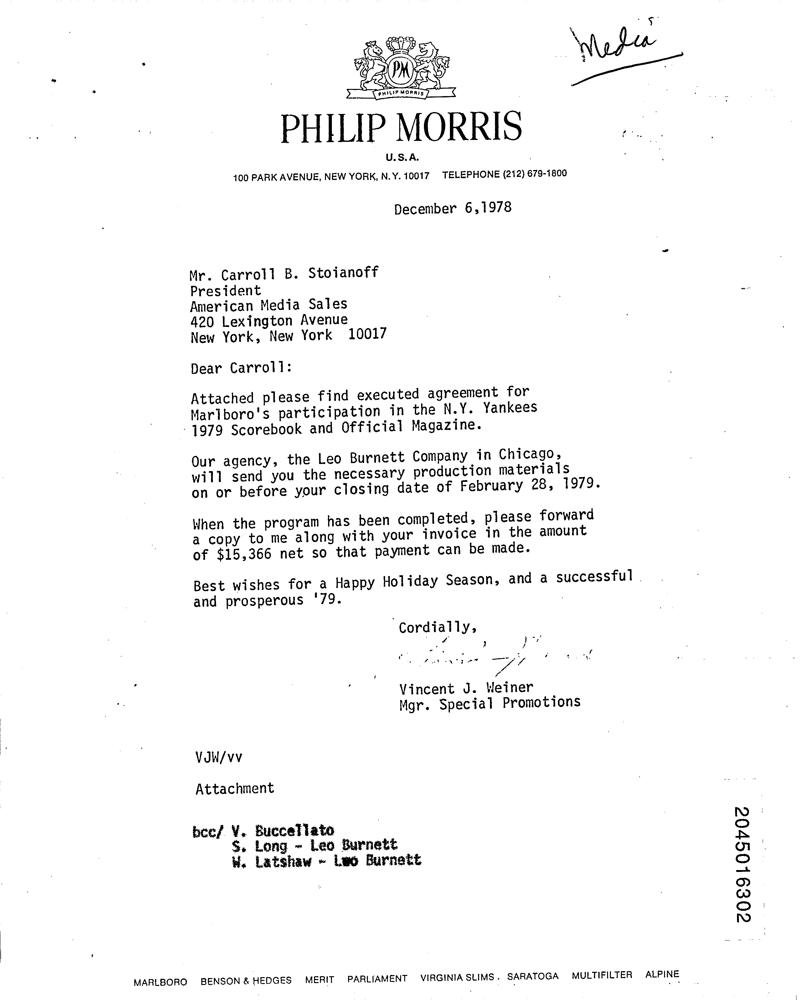 Media
PM
PHILIP MORRIS
PHILIP MORRIS
U.S.A.
100 PARK AVENUE, NEW YORK, N.Y. 10017 TELEPHONE (212) 679-1800
December 6,1978
Mr. Carroll B. Stoianoff
President
American Media Sales
420 Lexington Avenue
New York, New York 10017
Dear Carroll:
Attached please find executed agreement for
Marlboro's participation in the N.Y. Yankees
1979 Scorebook and Official Magazine.
Our agency, the Leo Burnett Company in Chicago,
will send you the necessary production materials
on or before your closing date of February 28, 1979.
When the program has been completed, please forward
a copy to me along with your invoice in the amount
of $15,366 net so that payment can be made.
Best wishes for a Happy Holiday Season, and a successful
and prosperous '79.
Cordially,
Vincent J. Weiner
Mgr. Special Promotions
VJW/vv
Attachment
bcc/ V. Buccellato
S. Long - Leo Burnett
W. Latshaw - Leo Burnett
2045016302
MARLBORO BENSON & HEDGES MERIT PARLIAMENT VIRGINIA SLIMS. SARATOGA MULTIFILTER ALPINE